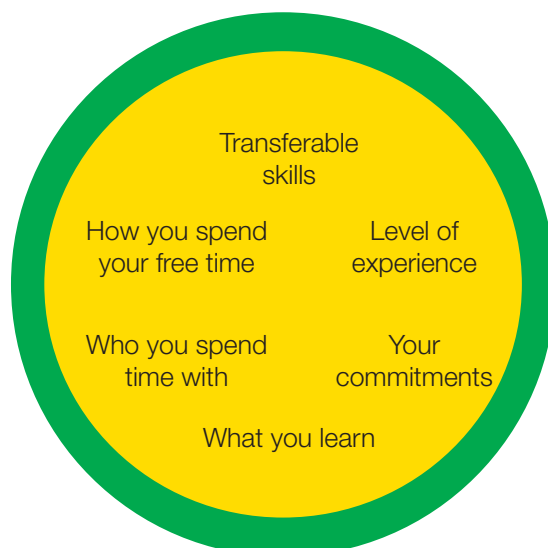 Transferable
skills
How you spend
your free time
Level of
experience
Who you spend
time with
Your
commitments
What you learn